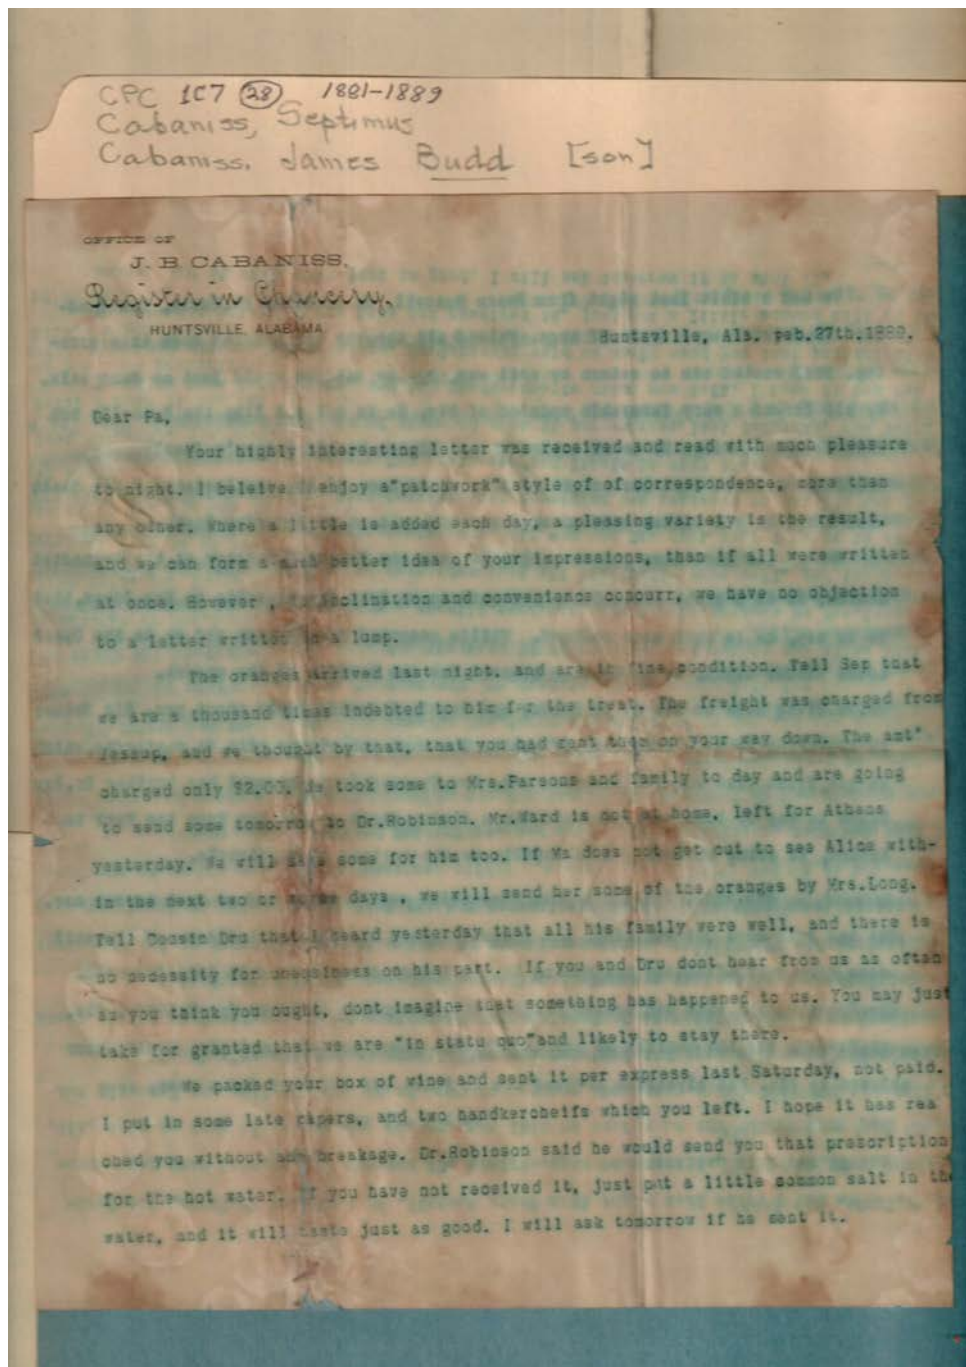 CPC 1C7 (28) 1881-1889
Cabaniss, Septimus
Cabaniss, James Budd [son]
OFFICE OF
J. B. CABANISS.
Register in Chancery,
HUNTSVILLE, ALABAMA
Huntsville, Ala. Feb. 27th. 1889.
Dear Pa,
Your highly interesting letter was received and read with much pleasure
to night. I beleive I enjoy a "patchwork" style of of correspondence, more than
any other. Where a little is added each day, a pleasing variety is the result,
and we can form a much better idea of your impressions, than if all were written
at once. However, inclination and convenience concurr, we have no objection
to a letter written in a lump.
The oranges arrived last night, and are in fine condition. Tell Sep that
we are a thousand times indebted to him for the treat. The freight was charged from
Jessup, and we thought by that, that you had sent them on your way down. The amt"
charged only $2.00. We took some to Mrs.Parsons and family to day and are going
to send some tomorrow to Dr.Robinson. Mr.Ward is not at home, left for Athens
yesterday. We will some for him too. If Ma does not get out to see Alice with-
in the next two or days, we will send her some of the oranges by Mrs.Long.
Tell Cousin Dru that I heard yesterday that all his family were well, and there is
no necessity for uneasiness on his part. If you and Dru dont hear from us as often
as you think you ought, dont imagine that something has happened to us. You may just
take for granted that we are "in statu quo"and likely to stay there.
We packed your box of wine and sent it per express last Saturday, not paid.
I put in some late papers, and two handkercheifs which you left. I hope it has rea
ched you without any breakage. Dr.Robinson said he would send you that prescription
for the hot water. If you have not received it, just put a little common salt in the
water, and it will taste just as good. I will ask tomorrow if he sent it.